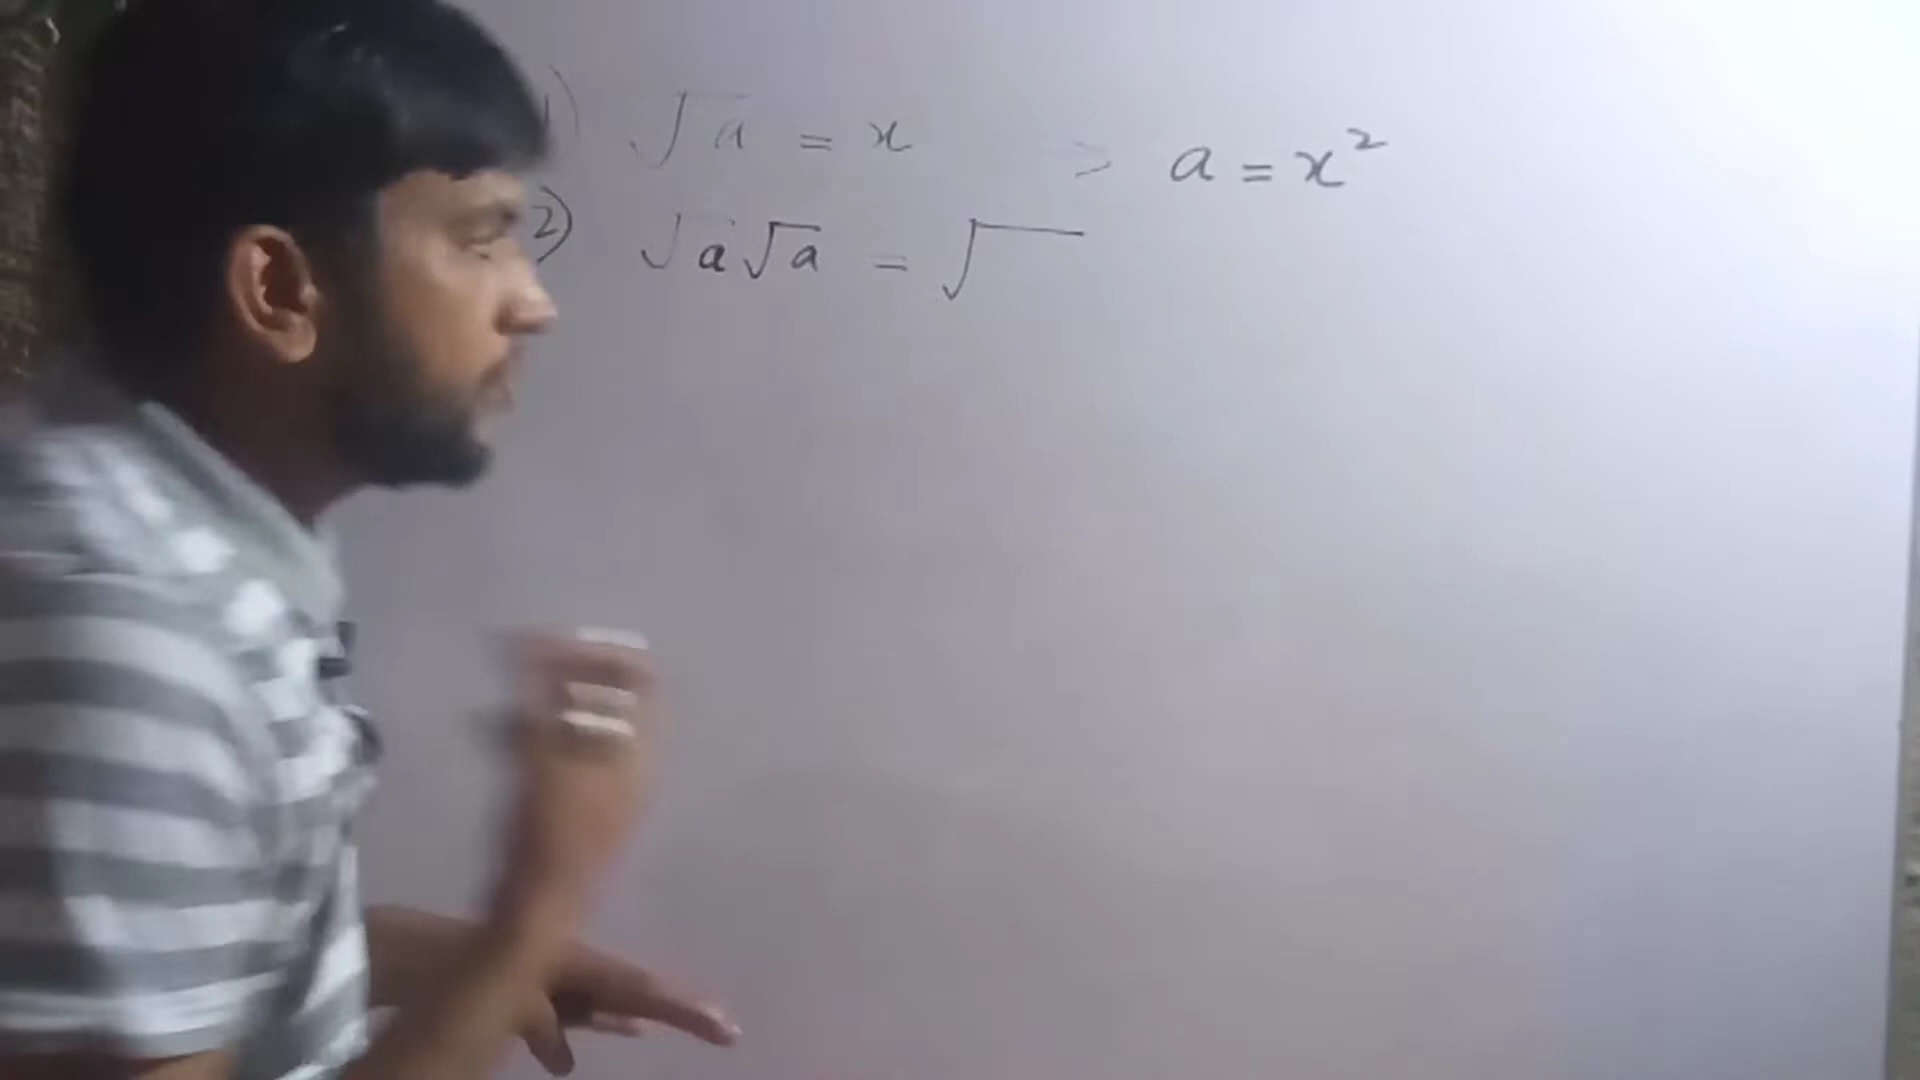 1) √a = x > a = x²
2) √a √a = √